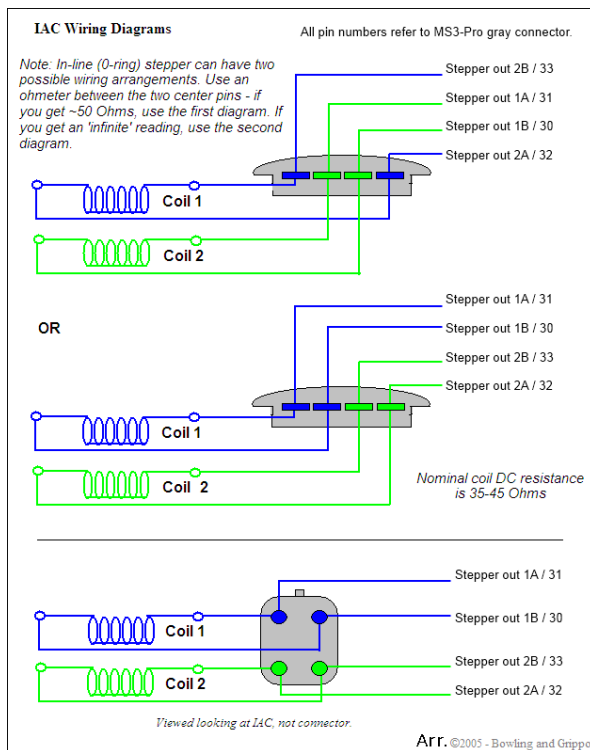 IAC Wiring Diagrams
All pin numbers refer to MS3-Pro gray connector.
Note: In-line (0-ring) stepper can have two
possible wiring arrangements. Use an
ohmeter between the two center pins - if
you get ~50 Ohms, use the first diagram. If
you get an 'infinite' reading, use the second
diagram.
Stepper out 2B / 33
Stepper out 1A / 31
Stepper out 1B / 30
Stepper out 2A / 32
Coil 1
Coil 2
OR
Stepper out 1A / 31
Stepper out 1B / 30
Stepper out 2B / 33
Stepper out 2A / 32
Coil 1
Coil 2
Nominal coil DC resistance
is 35-45 Ohms
Stepper out 1A / 31
Stepper out 1B / 30
Stepper out 2B / 33
Stepper out 2A / 32
Coil 1
Coil 2
Viewed looking at IAC, not connector.
Arr. ©2005 - Bowling and Grippo